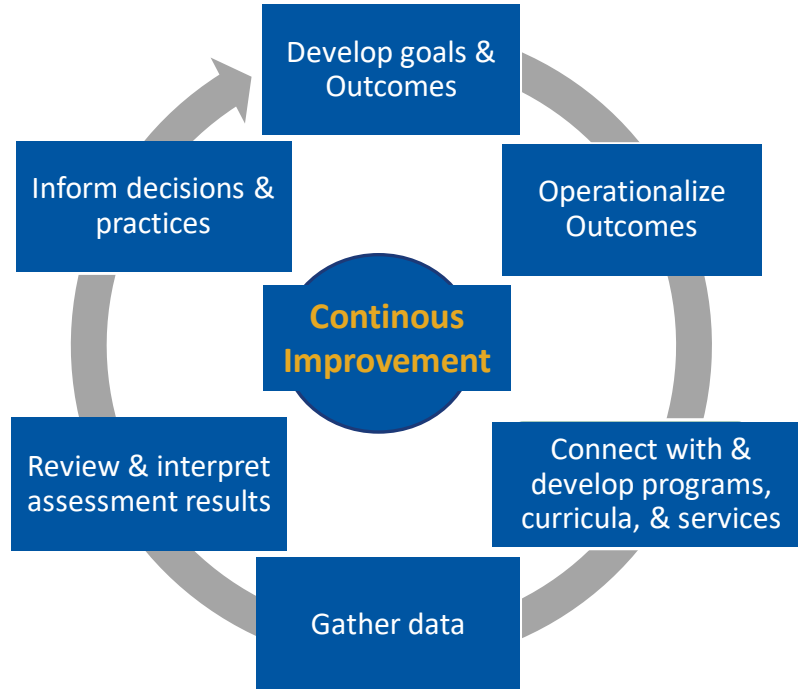 Develop goals &
Outcomes
Operationalize
Outcomes
Connect with &
develop programs,
curricula, & services
Gather data
Review & interpret
assessment results
Inform decisions &
practices
Continous
Improvement